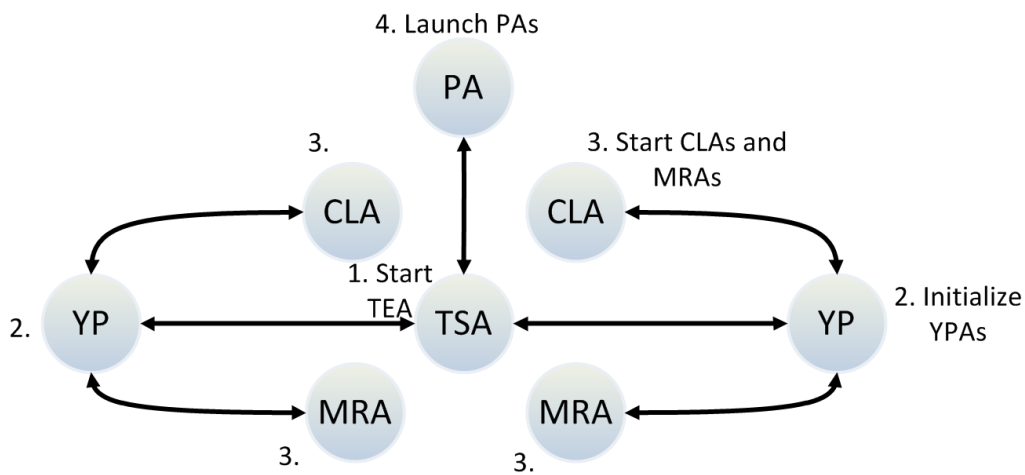 4. Launch PAs
PA
3.
3. Start CLAs and
MRAs
CLA
CLA
1. Start
TEA
2.
YP
TSA
YP
2. Initialize
YPAs
MRA
MRA
3.
3.